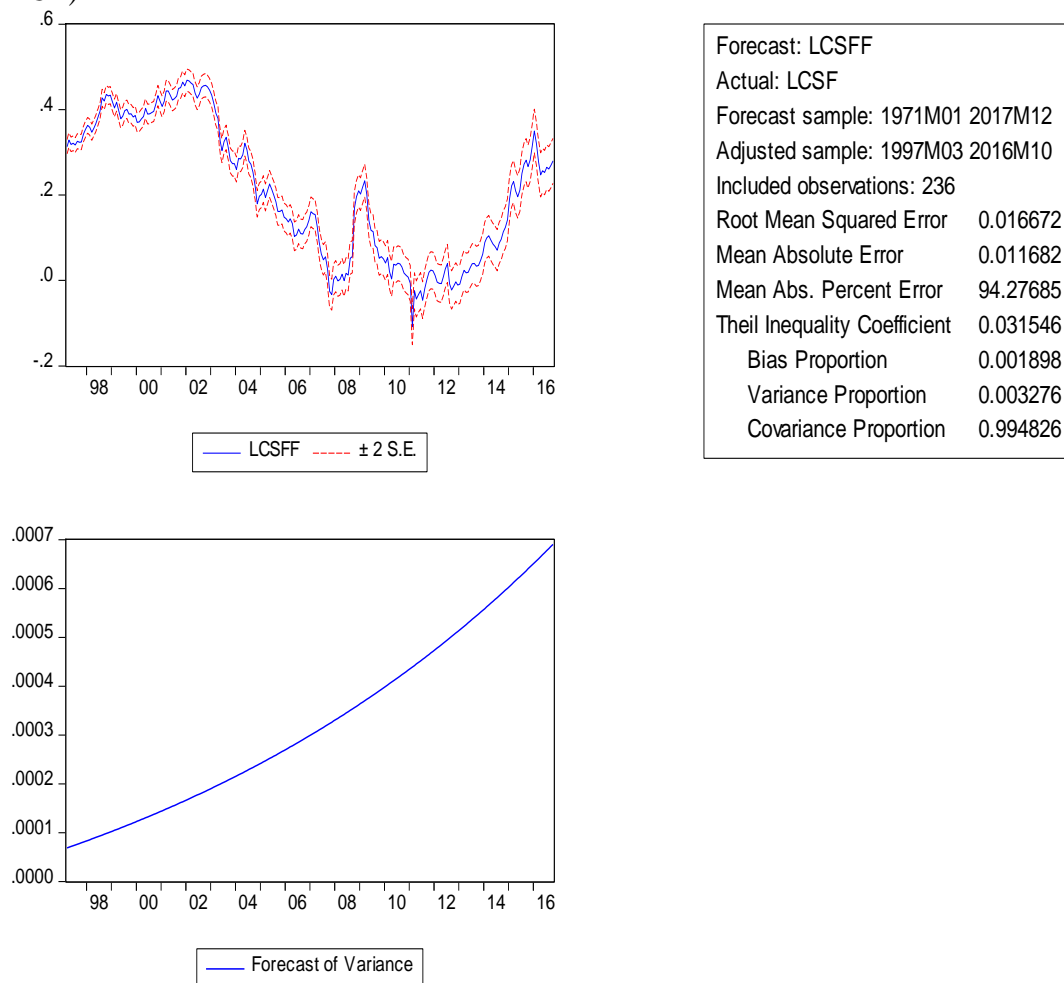 .6
.4
.2
.0
-.2
98 00 02 04 06 08 10 12 14 16
LCSFF ± 2 S.E.
Forecast: LCSFF
Actual: LCSF
Forecast sample: 1971M01 2017M12
Adjusted sample: 1997M03 2016M10
Included observations: 236
Root Mean Squared Error 0.016672
Mean Absolute Error 0.011682
Mean Abs. Percent Error 94.27685
Theil Inequality Coefficient 0.031546
Bias Proportion 0.001898
Variance Proportion 0.003276
Covariance Proportion 0.994826
.0007
.0006
.0005
.0004
.0003
.0002
.0001
.0000
98 00 02 04 06 08 10 12 14 16
Forecast of Variance